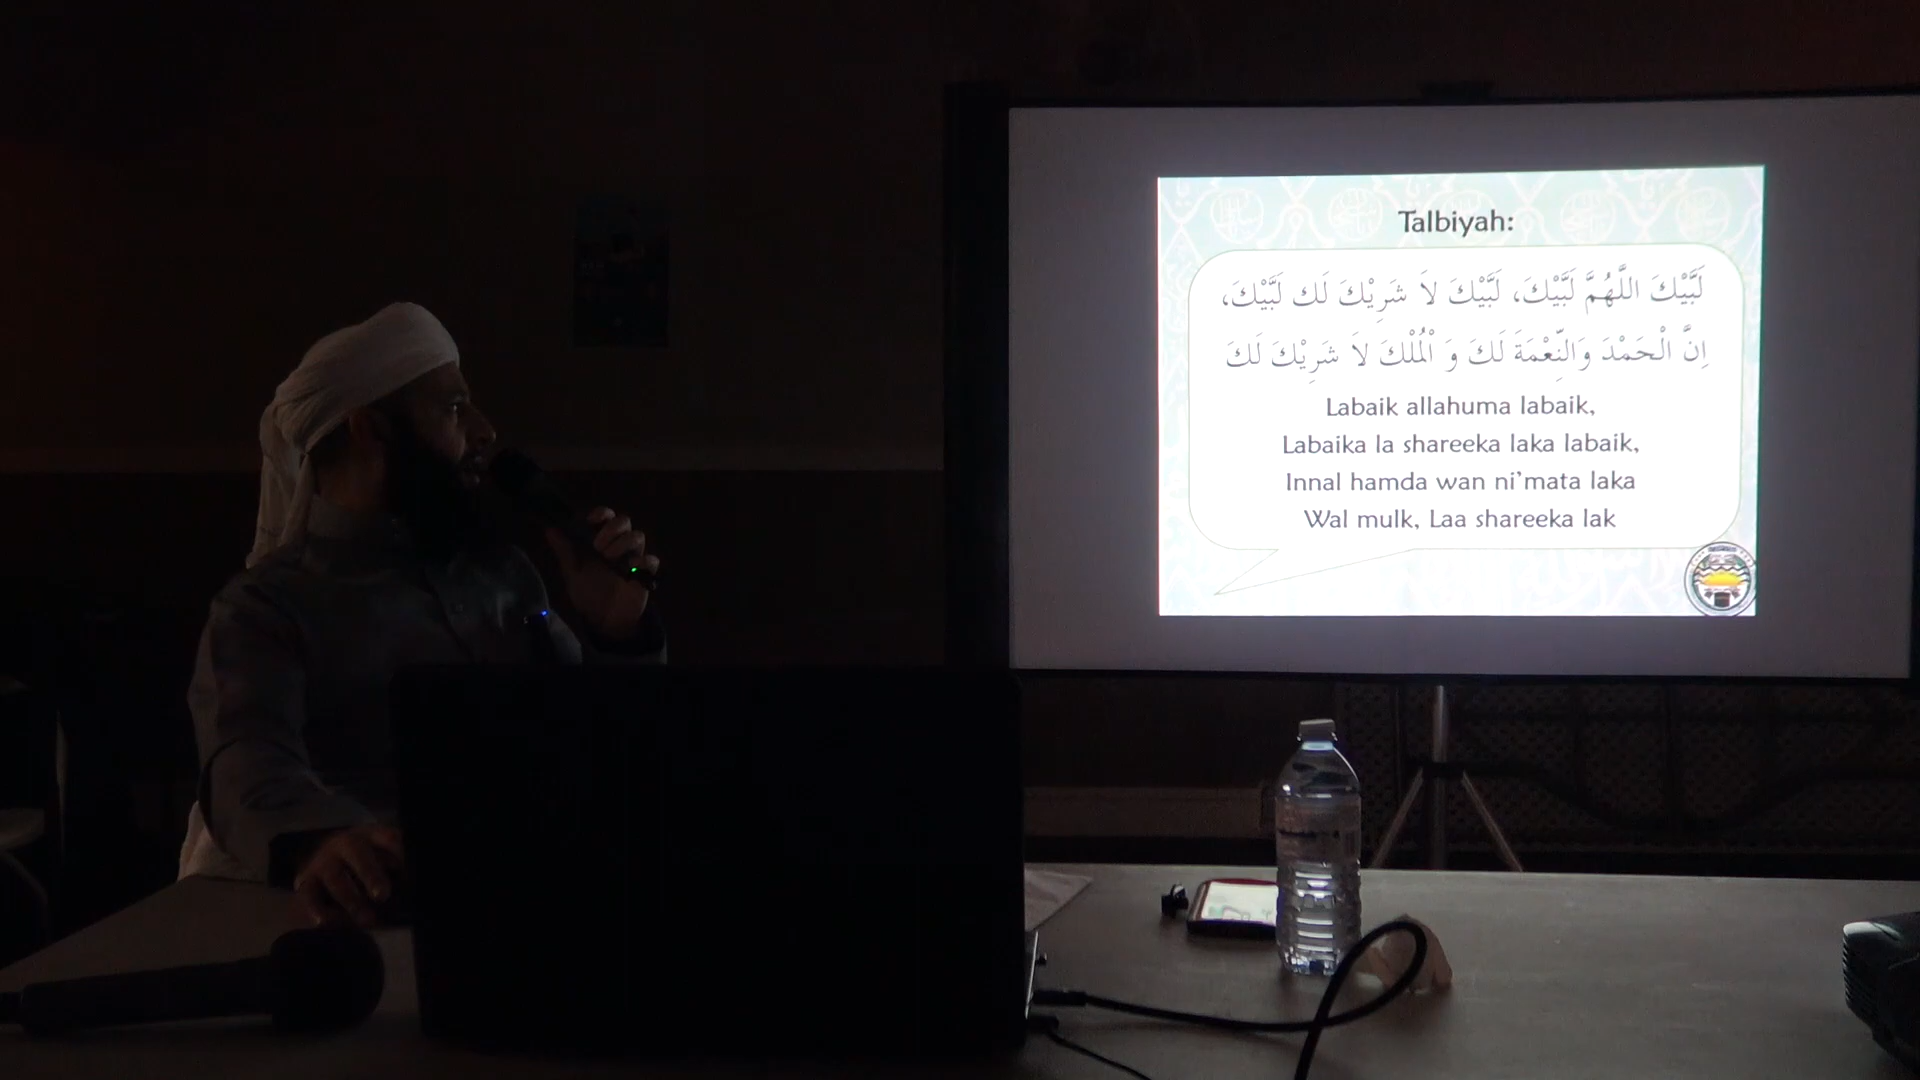 Talbiyah:
لَبَّيْكَ اللَّهُمَّ لَبَّيْكَ، لَبَّيْكَ لاَ شَرِيْكَ لَكَ لَبَّيْكَ،
اِنَّ الْحَمْدَ وَالنِّعْمَةَ لَكَ وَ الْمُلْكَ لاَ شَرِيْكَ لَكَ
Labaik allahuma labaik,
Labaika la shareeka laka labaik,
Innal hamda wan ni’mata laka
Wal mulk, Laa shareeka lak